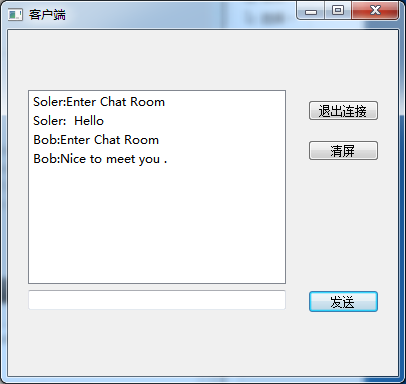 客户端
Soler:Enter Chat Room
Soler:  Hello
Bob:Enter Chat Room
Bob:Nice to meet you .
退出连接
清屏
发送